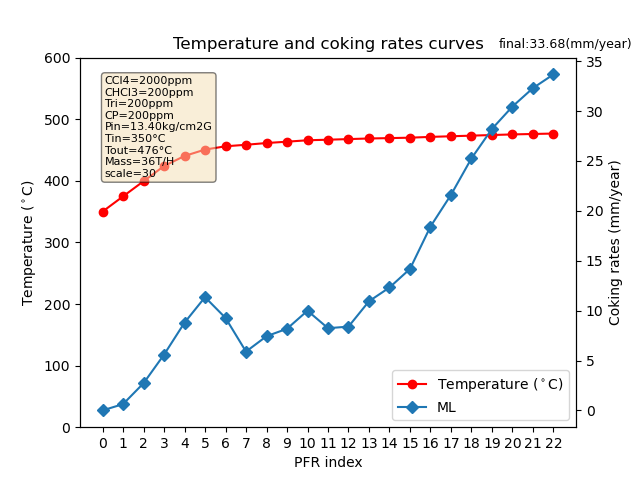 Temperature and coking rates curves
final:33.68(mm/year)
CCl4=2000ppm
CHCl3=200ppm
Tri=200ppm
CP=200ppm
Pin=13.40kg/cm2G
Tin=350°C
Tout=476°C
Mass=36T/H
scale=30
600
500
400
300
200
100
0
Temperature (°C)
35
30
25
20
15
10
5
0
Coking rates (mm/year)
Temperature (°C)
ML
0 1 2 3 4 5 6 7 8 9 10 11 12 13 14 15 16 17 18 19 20 21 22
PFR index